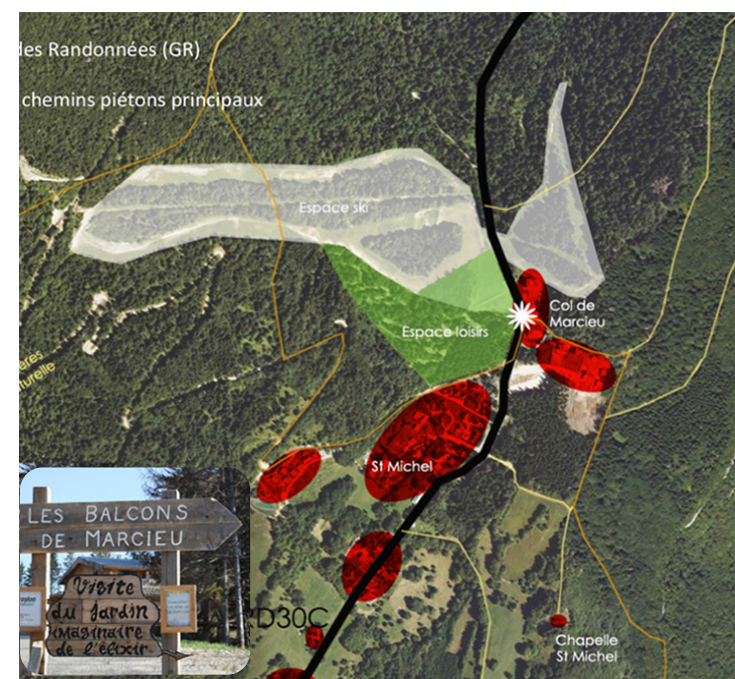 des Randonnées (GR)
chemins piétons principaux
Espace ski
Col de
Marcieu
Espace loisirs
St Michel
D30C
Chapelle
St Michel
LES BALCONS
DE MARCIEU
Visite
du Jardin
imaginaire
de l'élixir